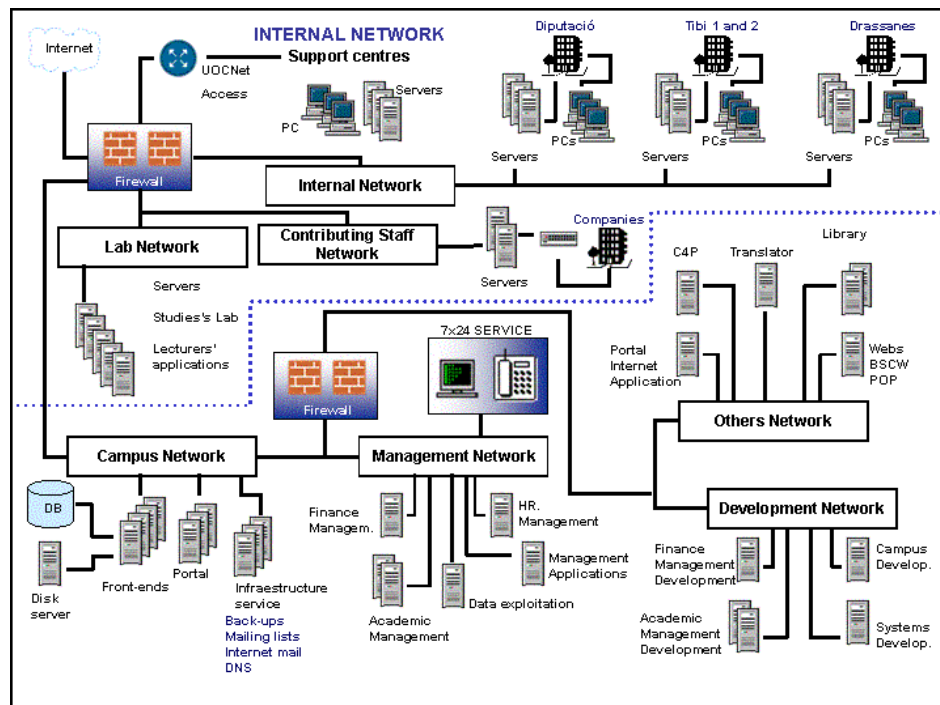 Internet
UOCNet
Access
INTERNAL NETWORK
Support centres
PC
Servers
Diputació
Servers
PCs
Tibi 1 and 2
Servers
PCs
Drassanes
Servers
PCs
Firewall
Internal Network
Lab Network
Contributing Staff
Network
Servers
Companies
Servers
Studies's Lab
Lecturers'
applications
C4P
Translator
Library
Portal
Internet
Application
Webs
BSCW
POP
Others Network
7x24 SERVICE
Firewall
Campus Network
Management Network
DB
Disk
server
Front-ends
Portal
Infrastructure
service
Back-ups
Mailing lists
Internet mail
DNS
Finance
Managem.
HR.
Management
Academic
Management
Data exploitation
Management
Applications
Development Network
Finance
Management
Development
Campus
Develop.
Academic
Management
Development
Systems
Develop.